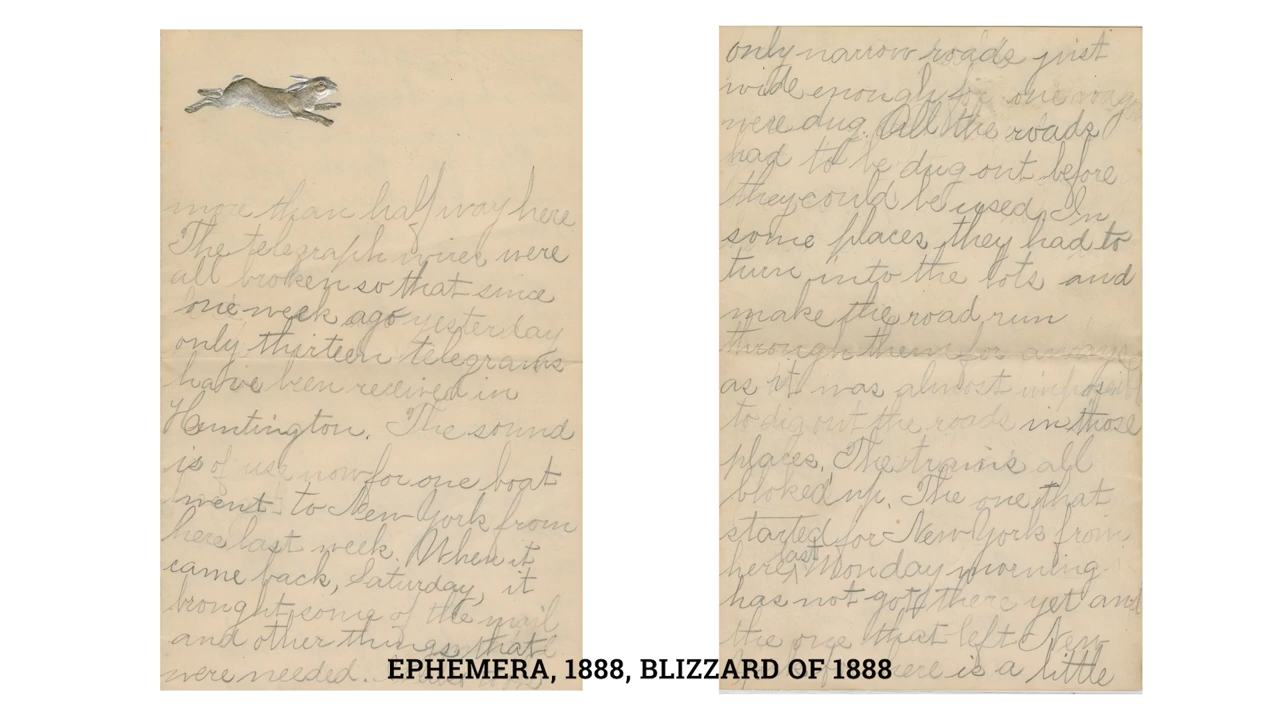 more than half way here
The telegraph wires were
all broken so that since
one week ago yesterday
only thirteen telegrams
have been recived in
Huntington. The sound
is of use now for one boat
went to New York from
here last week. When it
came back, Saturday, it
brought some of the mail
and other things that
were needed.
only narrow roads just
wide enough for one
were dug. All the roads
had to be dug out before
they could be used. In
some places, they had to
turn into the lots and
make the road run
through them for
as it was almost
to dig out the roads in those
places. The trains all
bloked up. The one that
started for New York from
here last Monday morning
has not got there yet and
the one that left New
here is a little
EPHEMERA, 1888, BLIZZARD OF 1888